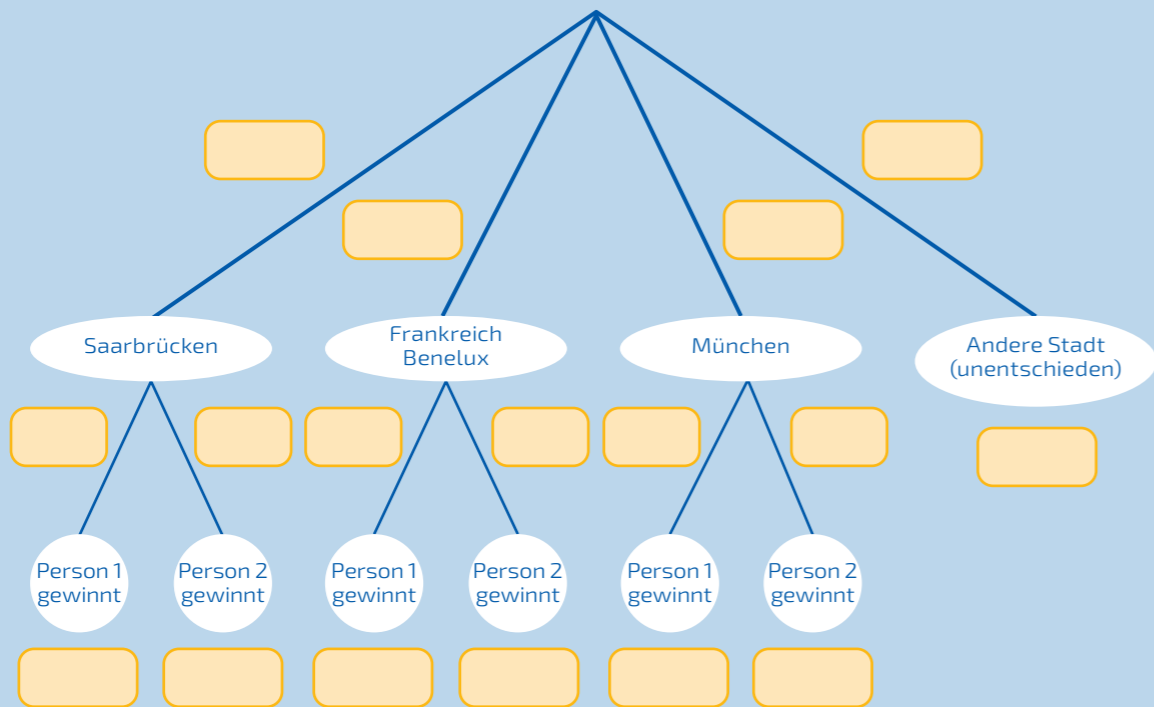 Saarbrücken
Frankreich
Benelux
München
Andere Stadt
(unentschieden)
Person 1
gewinnt
Person 2
gewinnt
Person 1
gewinnt
Person 2
gewinnt
Person 1
gewinnt
Person 2
gewinnt